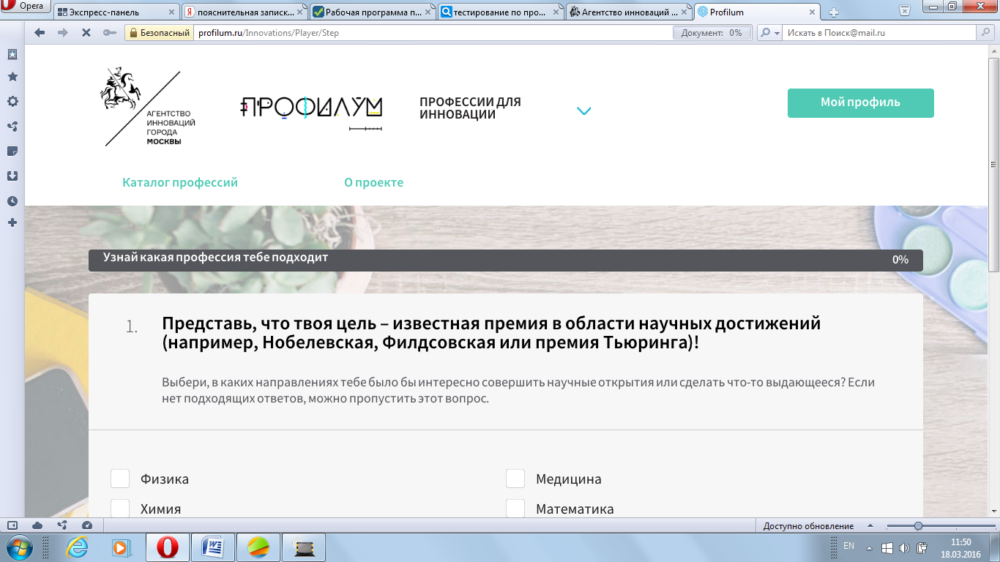 Opera
Экспресс-панель
пояснительная записк...
Рабочая программа п...
тестирование по про...
Агентство инноваций ...
Profilum
Безопасный
profilum.ru/Innovations/Player/Step
Документ: 0%
Искать в Поиск@mail.ru
АГЕНТСТВО
ИННОВАЦИЙ
ГОРОДА
МОСКВЫ
ПРОФИЛУМ
ПРОФЕССИИ ДЛЯ
ИННОВАЦИИ
Мой профиль
Каталог профессий
О проекте
Узнай какая профессия тебе подходит
0%
1.
Представь, что твоя цель – известная премия в области научных достижений
(например, Нобелевская, Филдсовская или премия Тьюринга)!
Выбери, в каких направлениях тебе было бы интересно совершить научные открытия или сделать что-то выдающееся? Если
нет подходящих ответов, можно пропустить этот вопрос.
Физика
Медицина
Химия
Математика
Доступно обновление
EN
11:50
18.03.2016